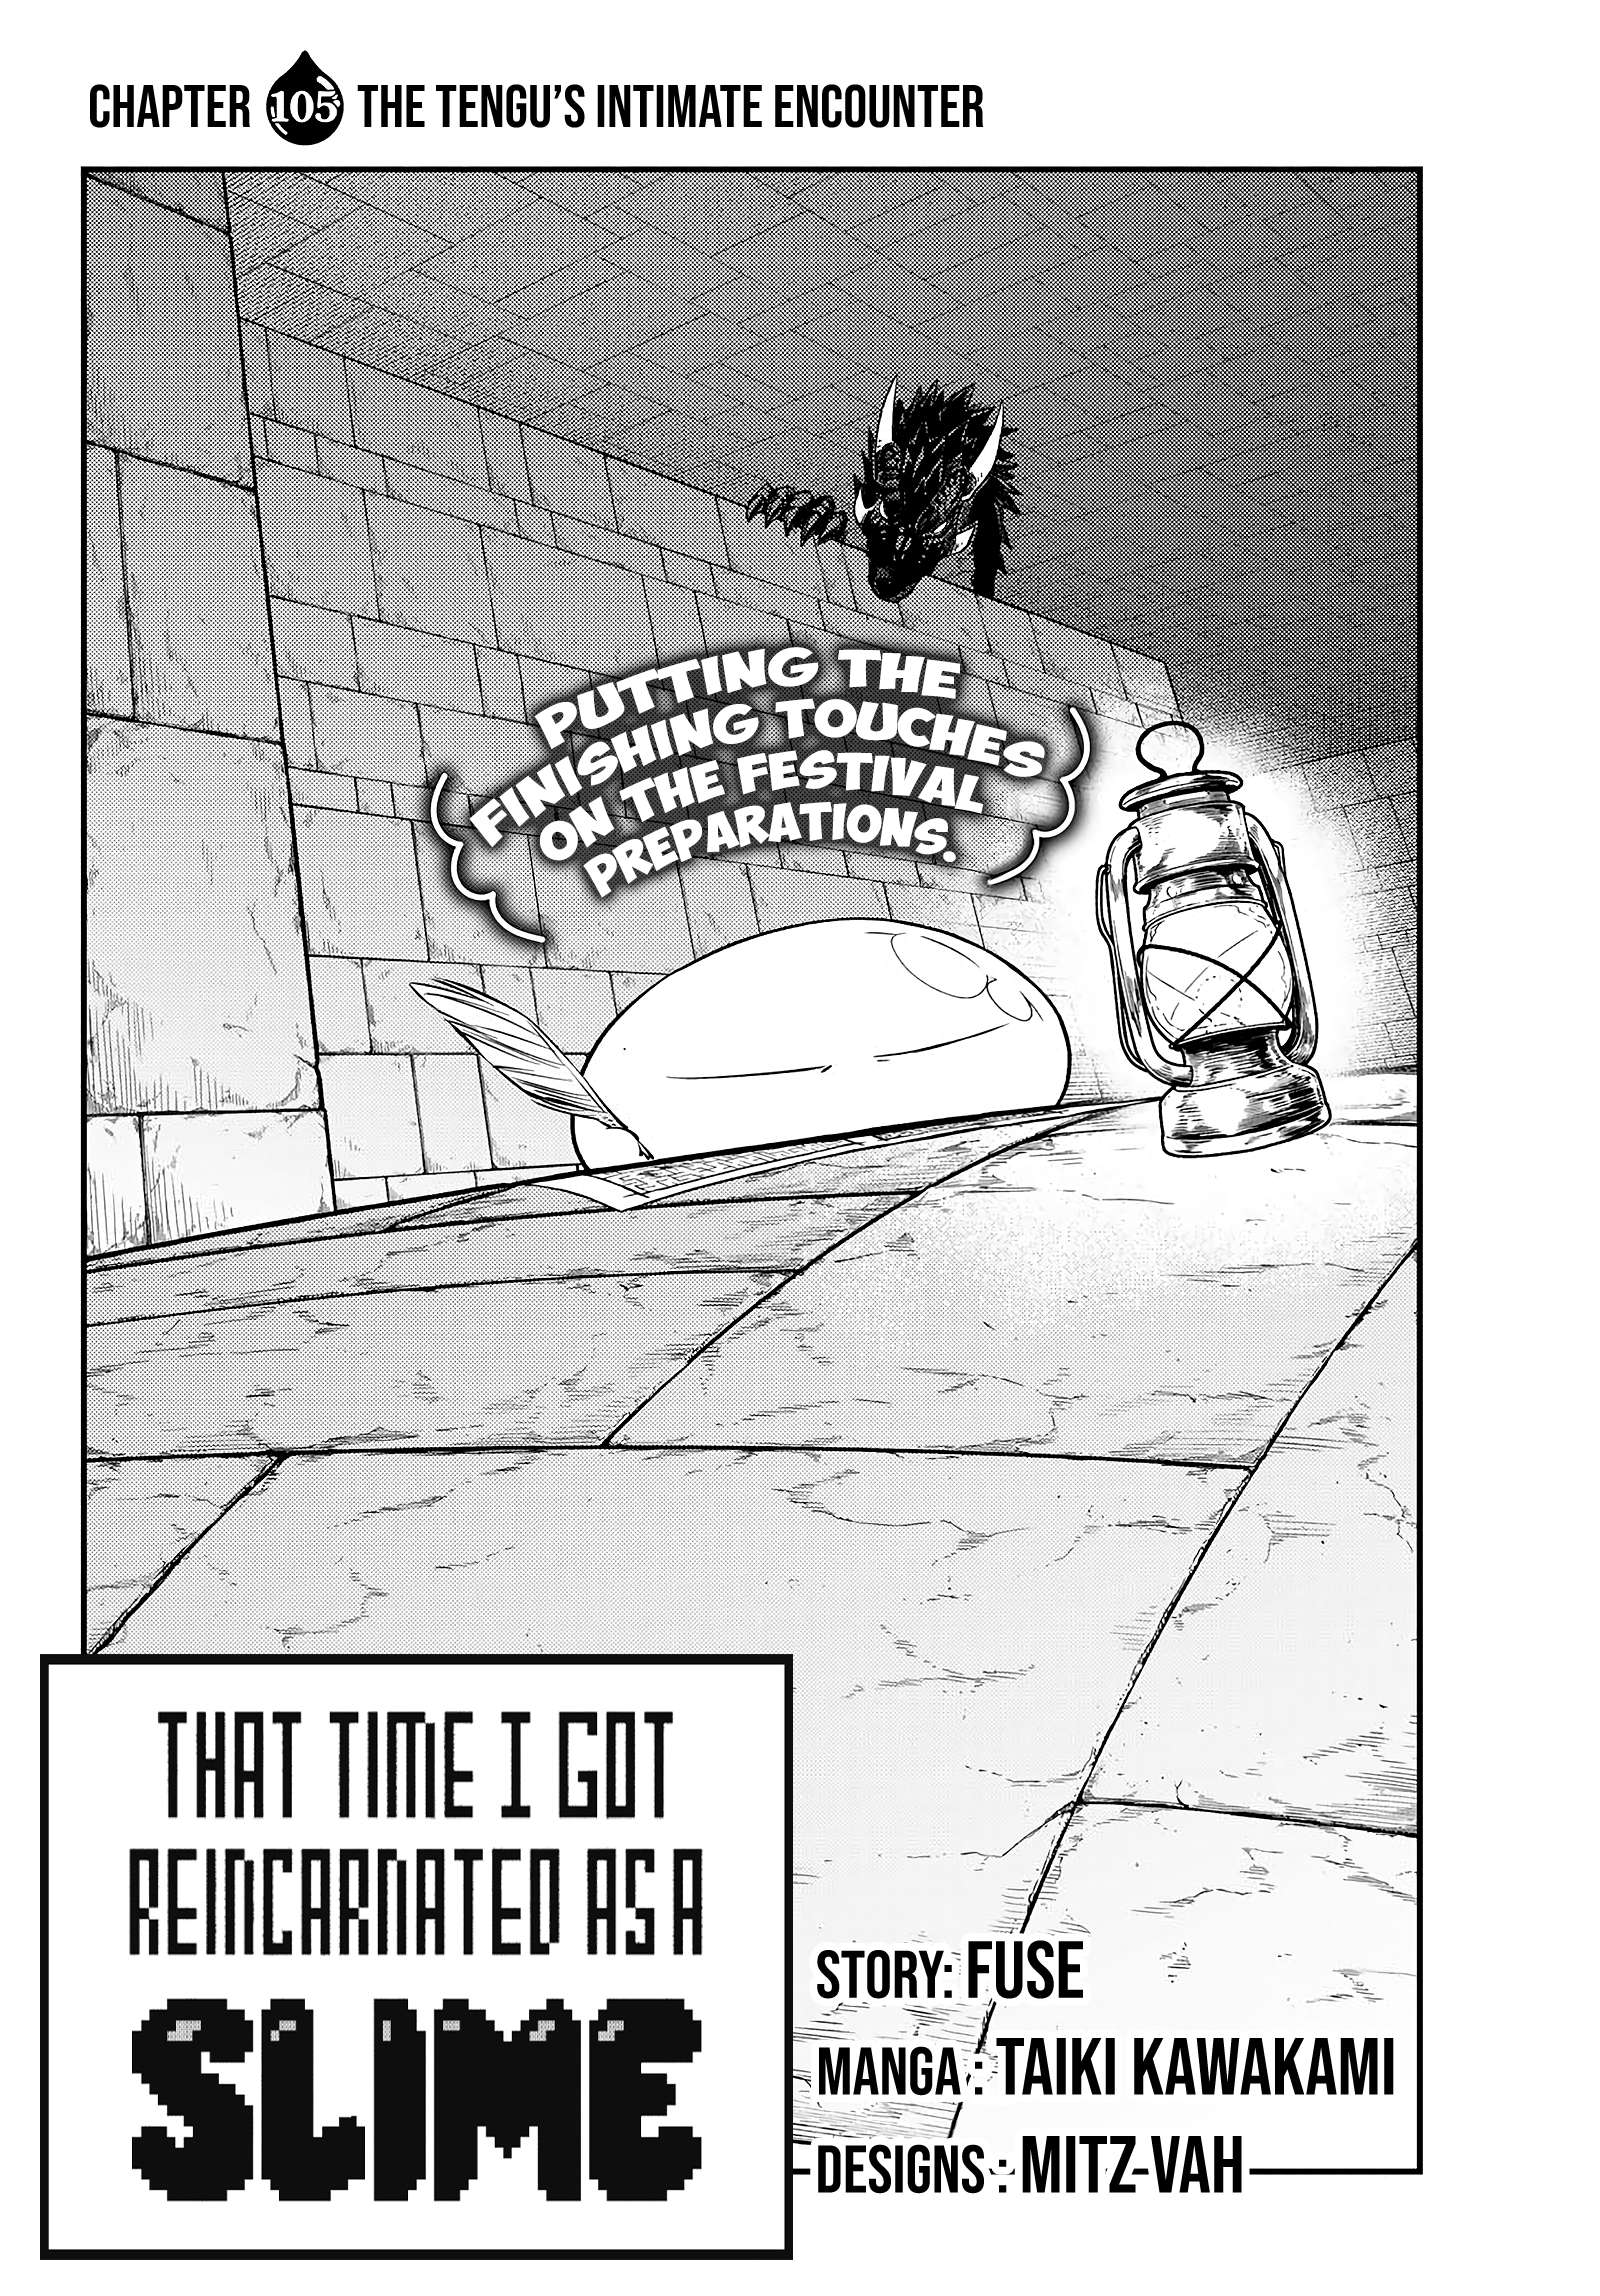 CHAPTER 105 THE TENGU'S INTIMATE ENCOUNTER
PUTTING THE
FINISHING TOUCHES
ON THE FESTIVAL
PREPARATIONS.
THAT TIME I GOT
REINCARNATED AS A
SLIME
STORY: FUSE
MANGA : TAIKI KAWAKAMI
DESIGNS : MITZ-VAH